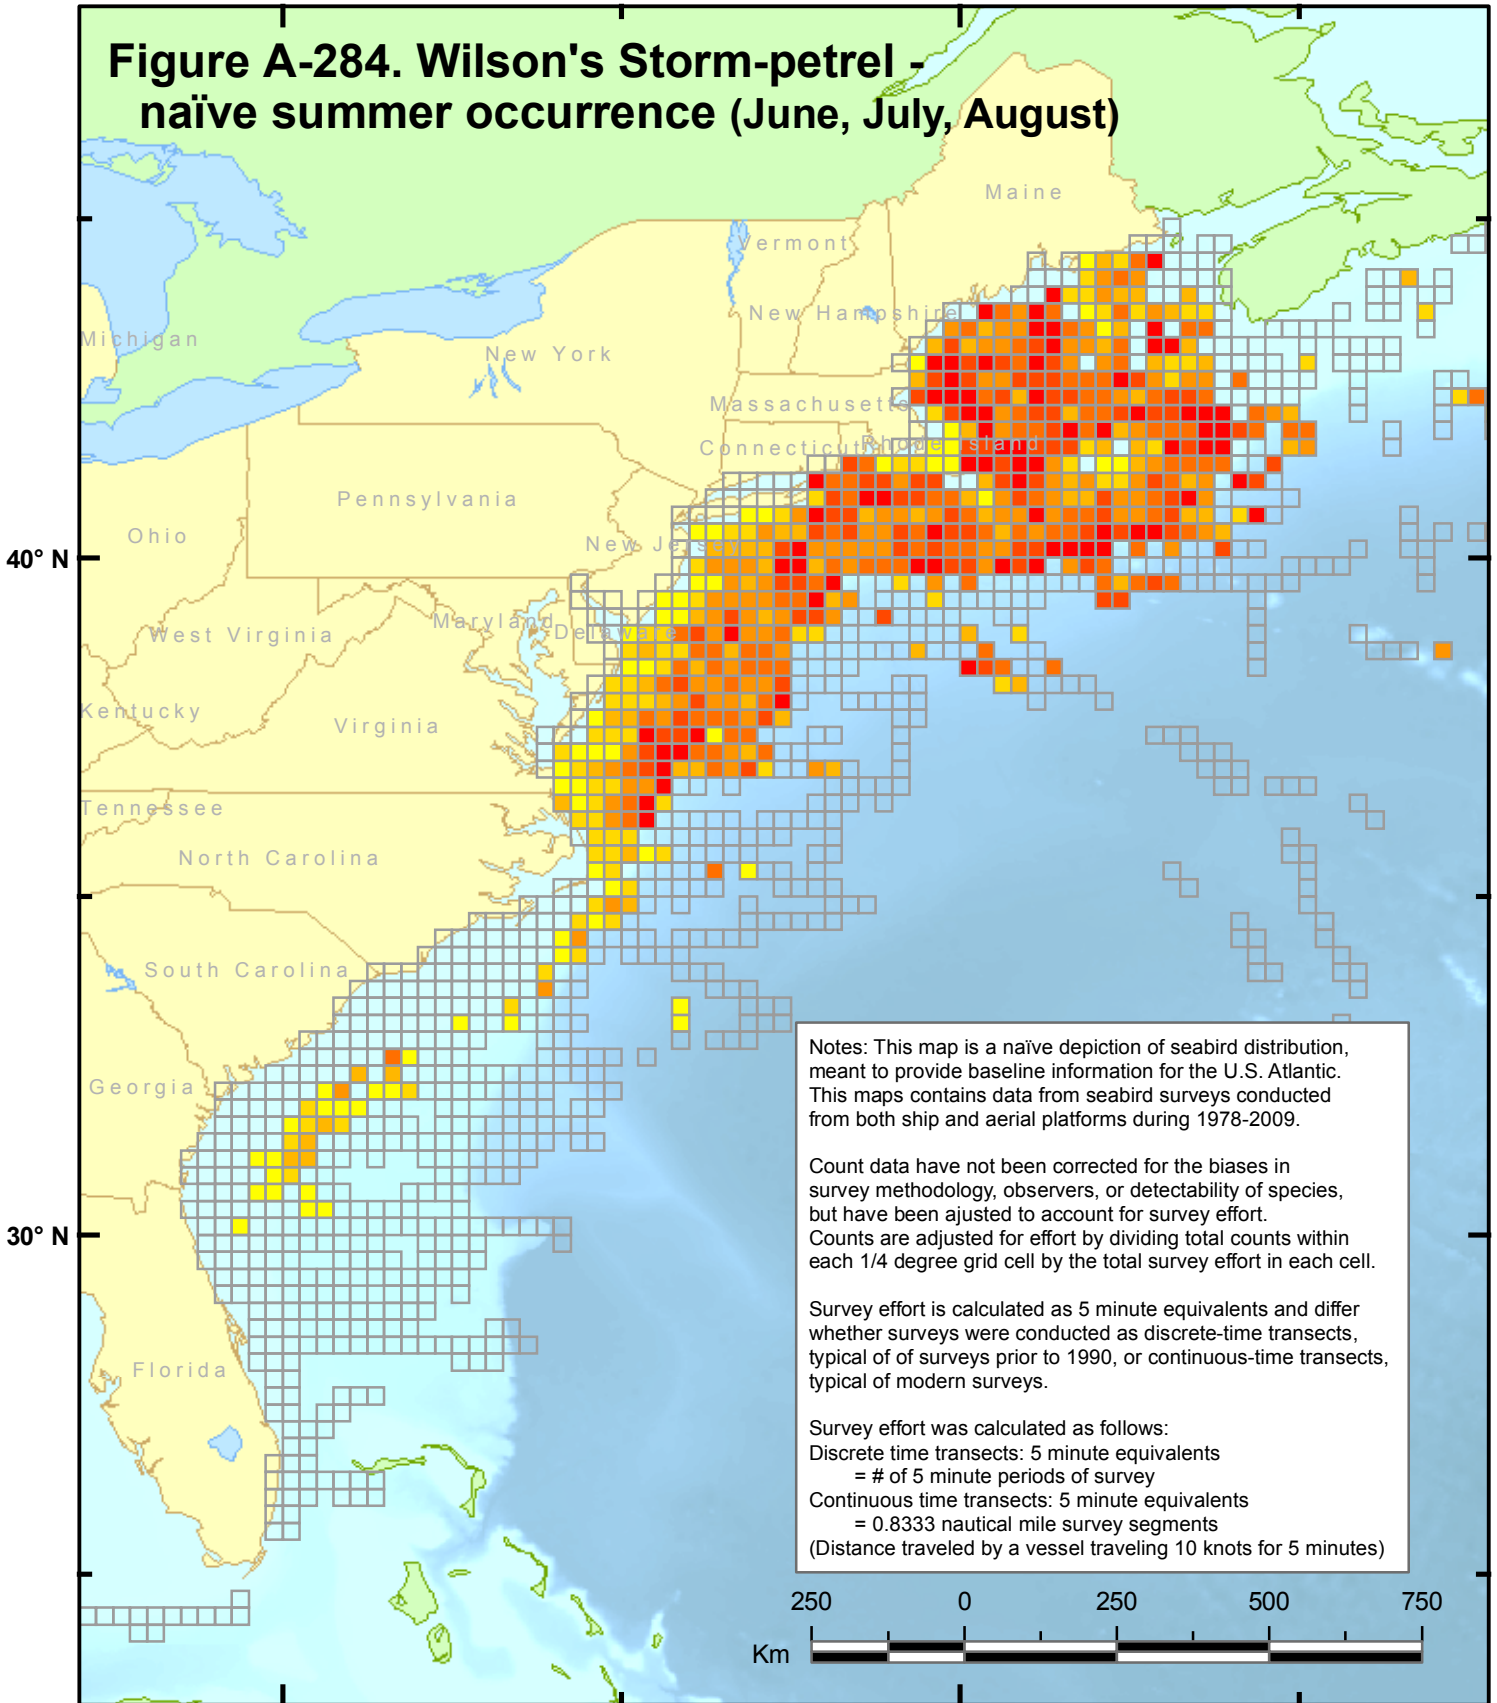 Figure A-284. Wilson's Storm-petrel -
naïve summer occurrence (June, July, August)
Maine
Vermont
New Hampshire
Michigan
New York
Massachusetts
Connecticut
Rhode Island
Pennsylvania
Ohio
New Jersey
40° N
West Virginia
Maryland
Delaware
Kentucky
Virginia
Tennessee
North Carolina
South Carolina
Georgia
30° N
Florida
Notes: This map is a naïve depiction of seabird distribution,
meant to provide baseline information for the U.S. Atlantic.
This maps contains data from seabird surveys conducted
from both ship and aerial platforms during 1978-2009.
Count data have not been corrected for the biases in
survey methodology, observers, or detectability of species,
but have been ajusted to account for survey effort.
Counts are adjusted for effort by dividing total counts within
each 1/4 degree grid cell by the total survey effort in each cell.
Survey effort is calculated as 5 minute equivalents and differ
whether surveys were conducted as discrete-time transects,
typical of of surveys prior to 1990, or continuous-time transects,
typical of modern surveys.
Survey effort was calculated as follows:
Discrete time transects: 5 minute equivalents
= # of 5 minute periods of survey
Continuous time transects: 5 minute equivalents
= 0.8333 nautical mile survey segments
(Distance traveled by a vessel traveling 10 knots for 5 minutes)
250 0 250 500 750
Km